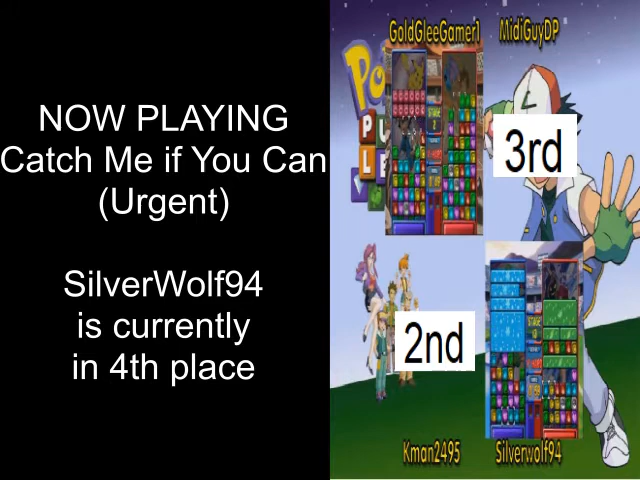 NOW PLAYING
Catch Me if You Can
(Urgent)
SilverWolf94
is currently
in 4th place
GoldGleeGamer1
MidiGuyDP
3rd
2nd
Kman2495
Silverwolf94